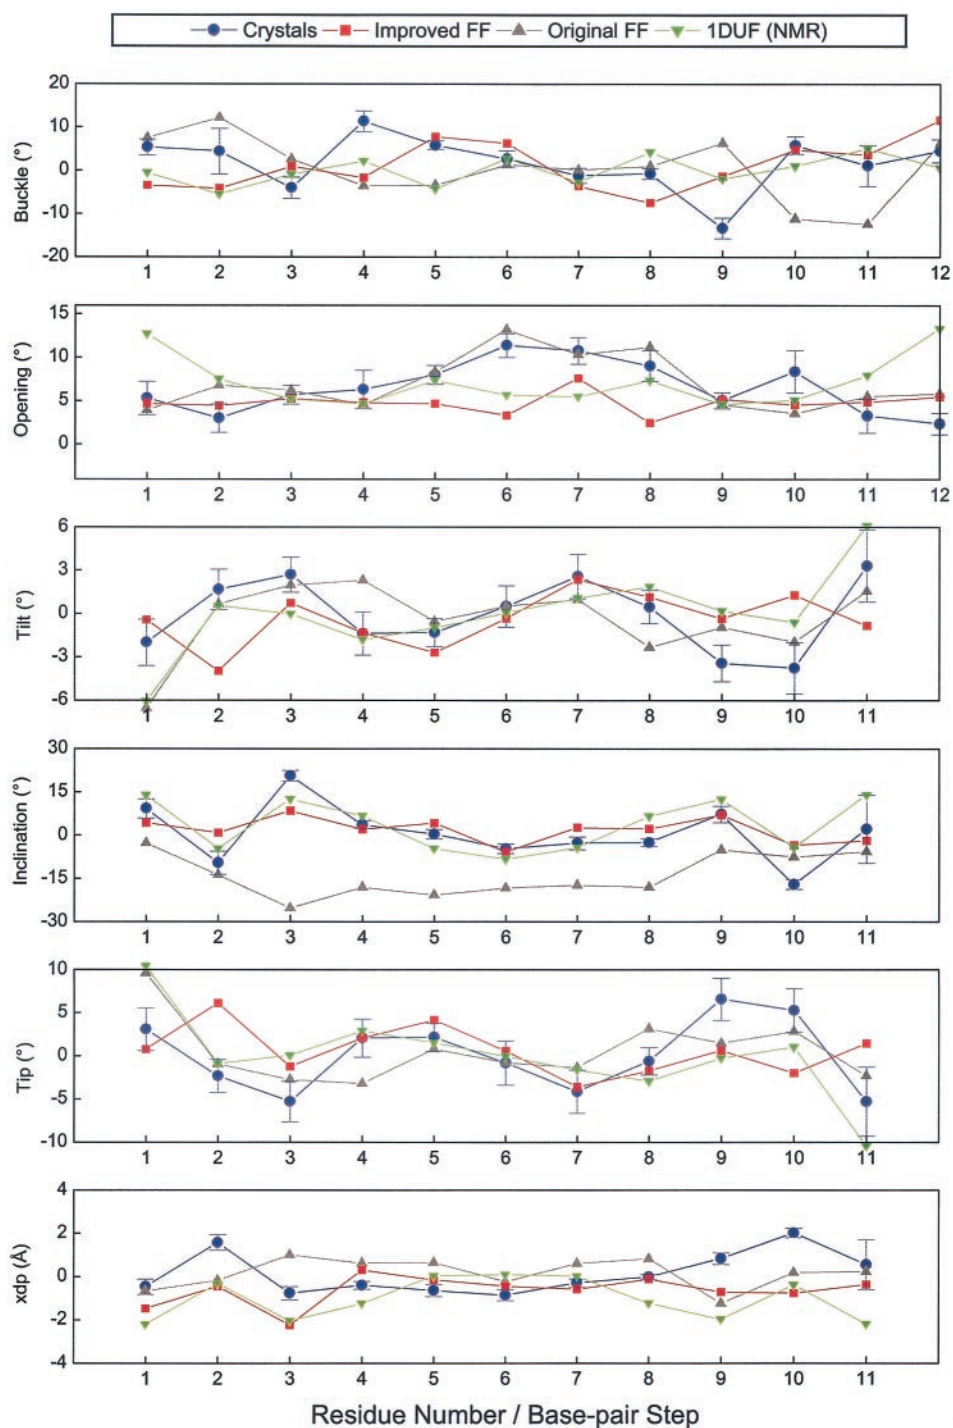 Crystals Improved FF Original FF 1DUF (NMR)
20
10
0
-10
-20
Buckle (°)
1 2 3 4 5 6 7 8 9 10 11 12
15
10
5
0
Opening (°)
1 2 3 4 5 6 7 8 9 10 11 12
6
3
0
-3
-6
Tilt (°)
1 2 3 4 5 6 7 8 9 10 11
30
15
0
-15
-30
Inclination (°)
1 2 3 4 5 6 7 8 9 10 11
10
5
0
-5
-10
Tip (°)
1 2 3 4 5 6 7 8 9 10 11
4
2
0
-2
-4
xdp (Å)
1 2 3 4 5 6 7 8 9 10 11
Residue Number / Base-pair Step